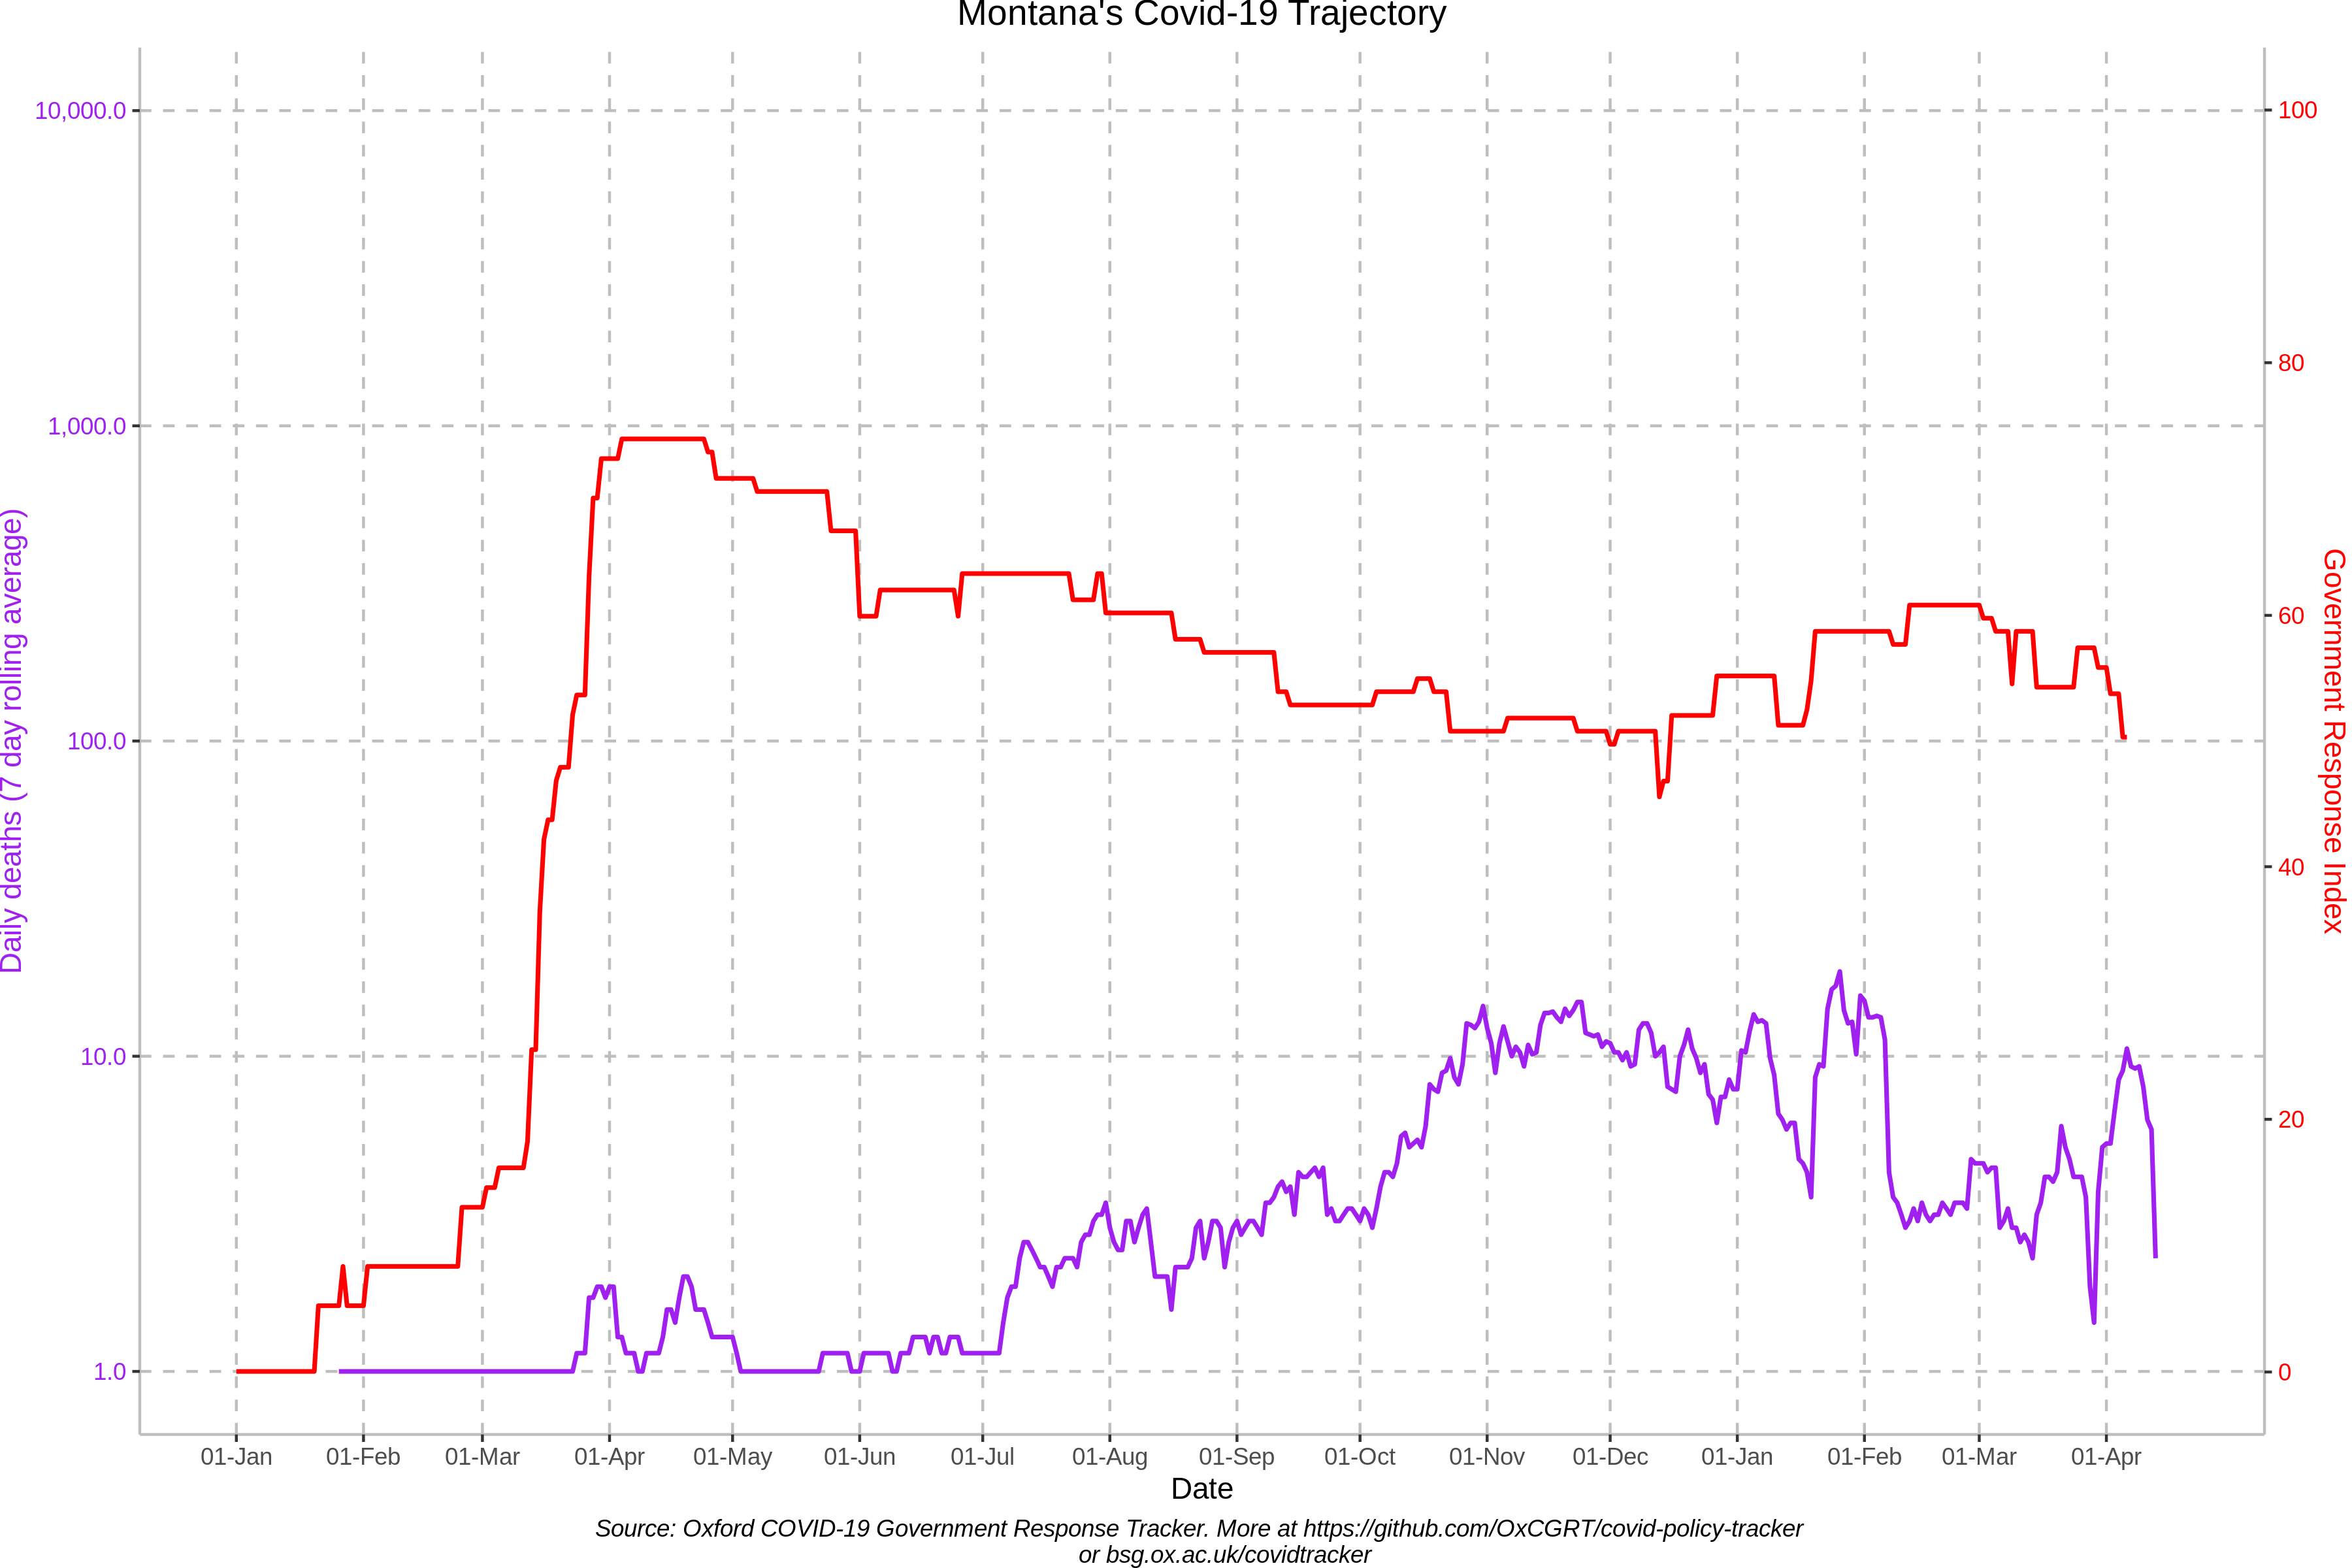 Montana's Covid-19 Trajectory
10,000.0
1,000.0
100.0
10.0
1.0
Daily deaths (7 day rolling average)
100
80
60
40
20
0
Government Response Index
01-Jan 01-Feb 01-Mar 01-Apr 01-May 01-Jun 01-Jul 01-Aug 01-Sep 01-Oct 01-Nov 01-Dec 01-Jan 01-Feb 01-Mar 01-Apr
Date
Source: Oxford COVID-19 Government Response Tracker. More at https://github.com/OxCGRT/covid-policy-tracker
or bsg.ox.ac.uk/covidtracker